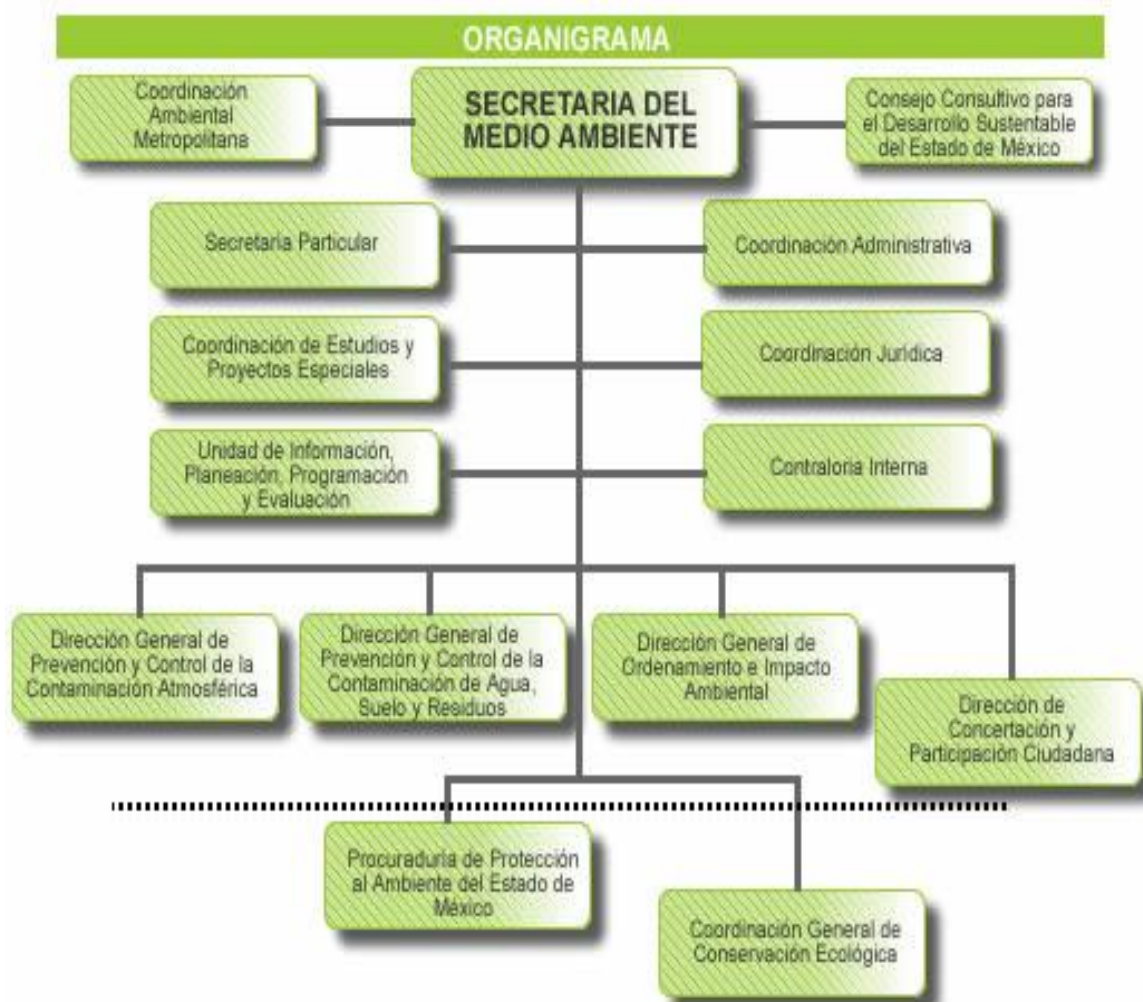 ORGANIGRAMA
Coordinación
Ambiental
Metropolitana
SECRETARIA DEL
MEDIO AMBIENTE
Consejo Consultivo para
el Desarrollo Sustentable
del Estado de México
Secretaría Particular
Coordinación Administrativa
Coordinación de Estudios y
Proyectos Especiales
Coordinación Jurídica
Unidad de Información,
Planeación, Programación
y Evaluación
Contraloría Interna
Dirección General de
Prevención y Control de la
Contaminación Atmosférica
Dirección General de
Prevención y Control de la
Contaminación de Agua,
Suelo y Residuos
Dirección General de
Ordenamiento e Impacto
Ambiental
Dirección de
Concertación y
Participación Ciudadana
Procuraduría de Protección
al Ambiente del Estado de
México
Coordinación General de
Conservación Ecológica